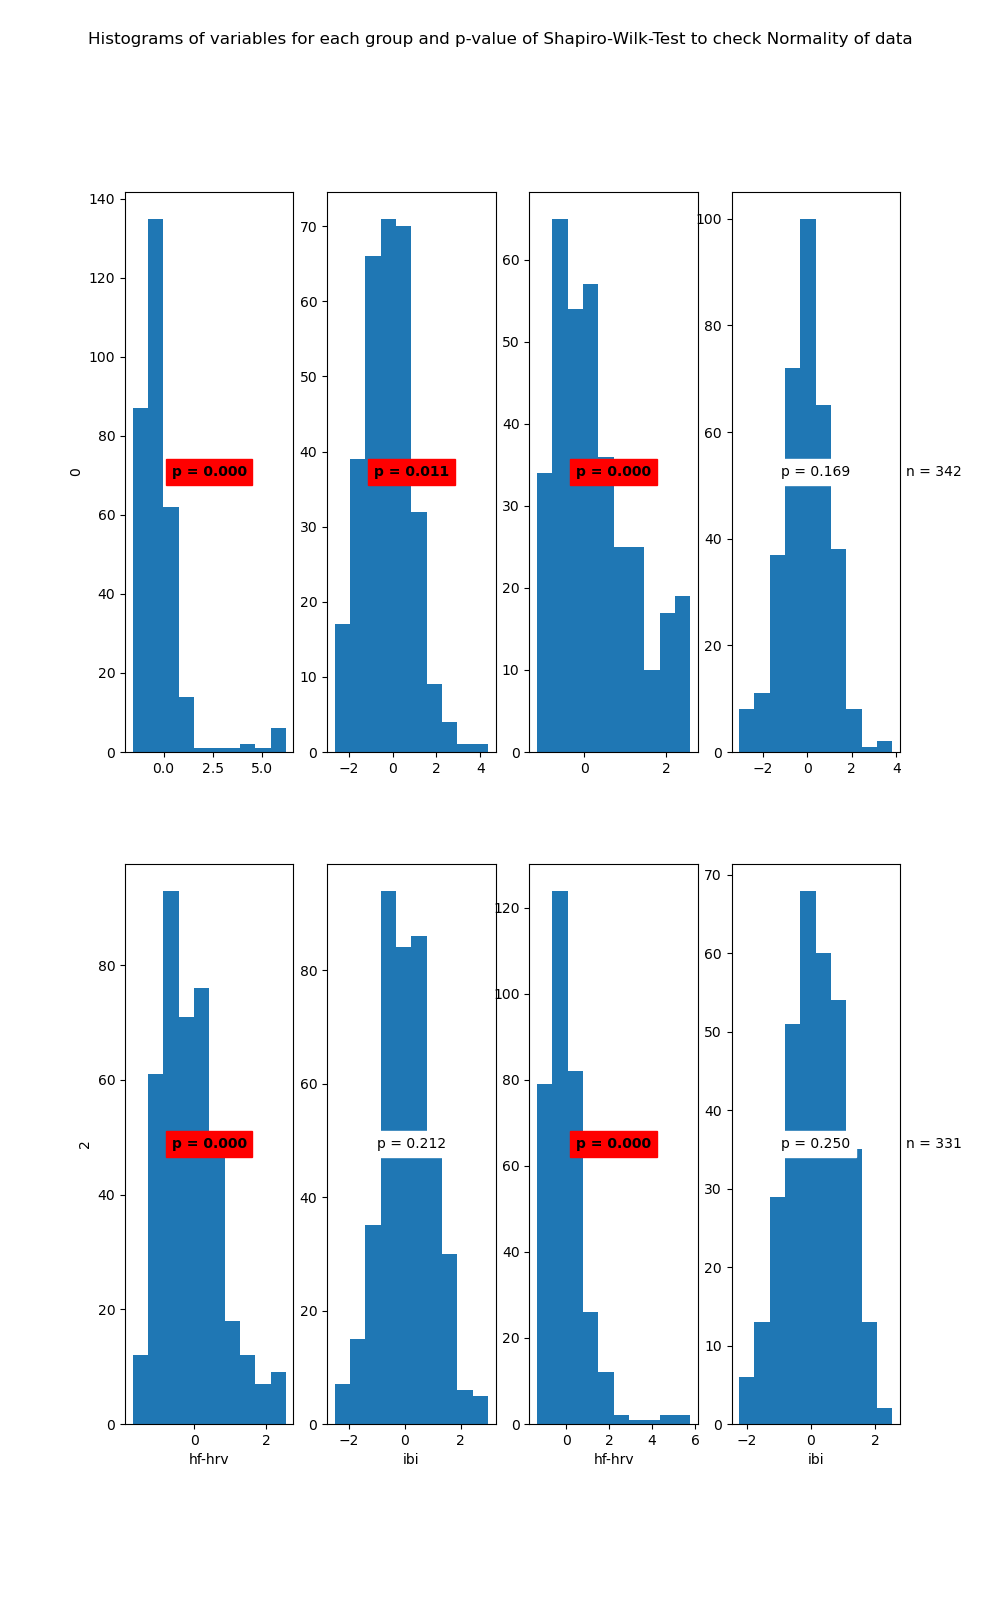 Histograms of variables for each group and p-value of Shapiro-Wilk-Test to check Normality of data
140
120
100
80
60
40
20
0
0
p = 0.000
0.0 2.5 5.0
70
60
50
40
30
20
10
0
p = 0.011
−2 0 2 4
60
50
40
30
20
10
0
p = 0.000
0 2
100
80
60
40
20
0
p = 0.169
−2 0 2 4
n = 342
80
60
40
20
0
2
p = 0.000
0 2
hf-hrv
80
60
40
20
0
p = 0.212
−2 0 2
ibi
120
100
80
60
40
20
0
p = 0.000
0 2 4 6
hf-hrv
70
60
50
40
30
20
10
0
p = 0.250
−2 0 2
ibi
n = 331